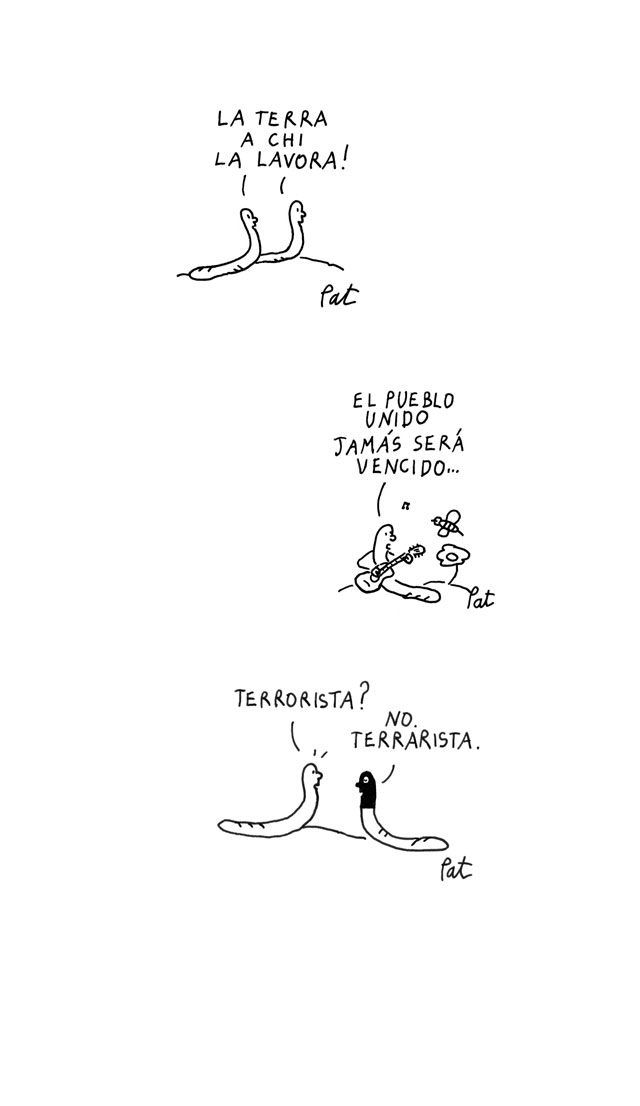 LA TERRA
A CHI
LA LAVORA!
Pat
EL PUEBLO
UNIDO
JAMÁS SERÁ
VENCIDO...
Pat
TERRORISTA?
NO.
TERRARISTA.
Pat